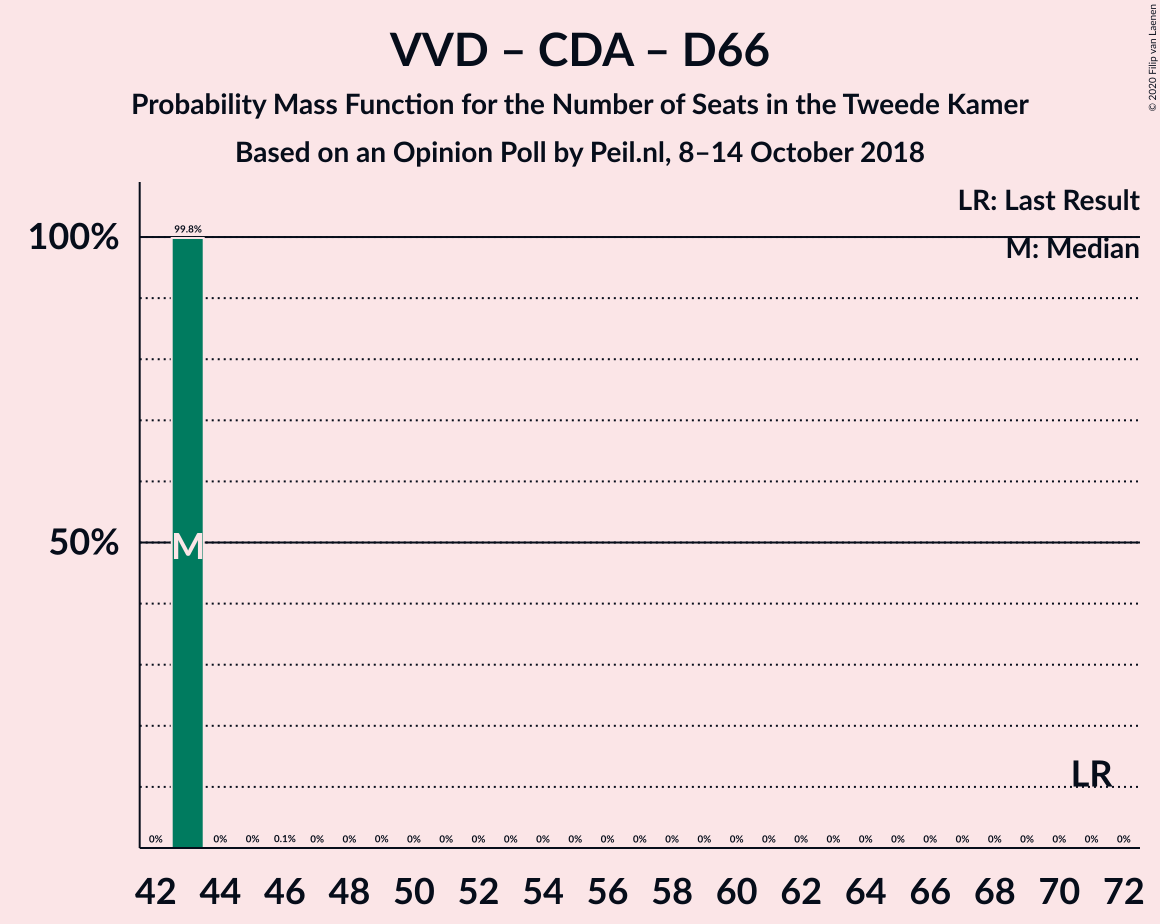 VVD – CDA – D66
Probability Mass Function for the Number of Seats in the Tweede Kamer
Based on an Opinion Poll by Peil.nl, 8–14 October 2018
© 2020 Filip van Laenen
LR: Last Result
M: Median
100%
50%
99.8%
M
LR
0% 0% 0% 0.1% 0% 0% 0% 0% 0% 0% 0% 0% 0% 0% 0% 0% 0% 0% 0% 0% 0% 0% 0% 0% 0% 0% 0% 0% 0% 0%
42 44 46 48 50 52 54 56 58 60 62 64 66 68 70 72